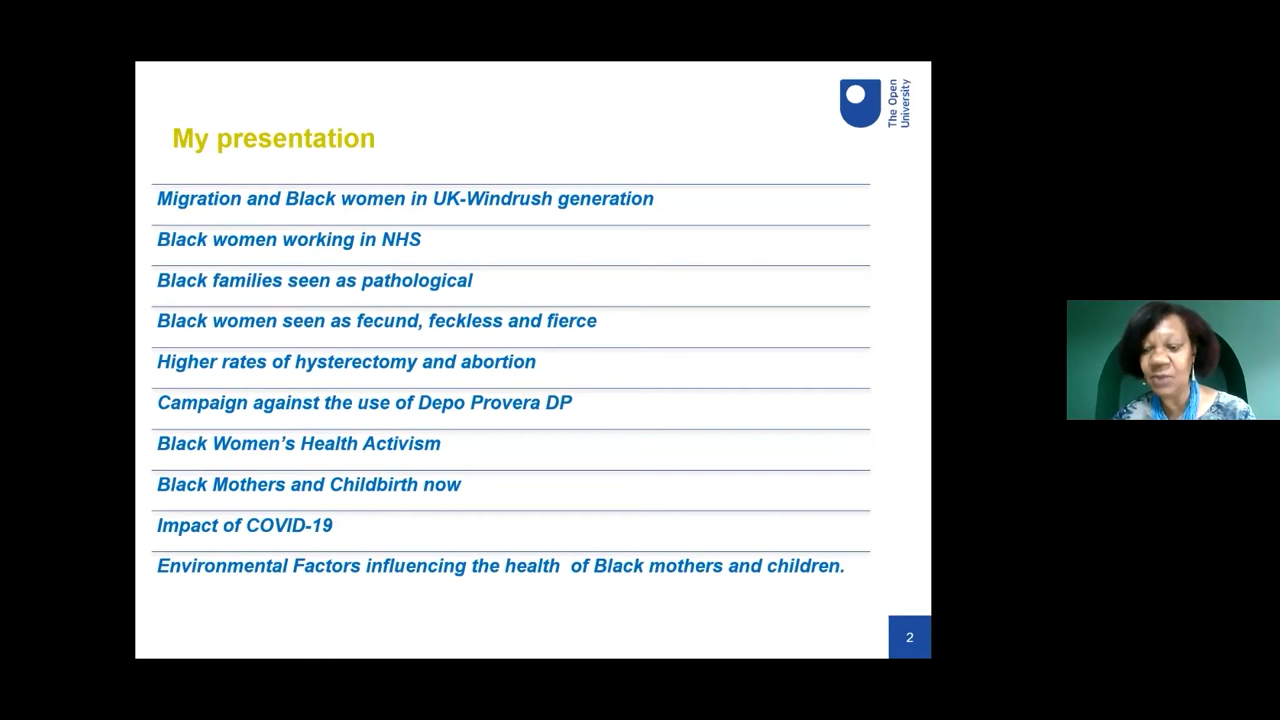 The Open
University
My presentation
Migration and Black women in UK-Windrush generation
Black women working in NHS
Black families seen as pathological
Black women seen as fecund, feckless and fierce
Higher rates of hysterectomy and abortion
Campaign against the use of Depo Provera DP
Black Women’s Health Activism
Black Mothers and Childbirth now
Impact of COVID-19
Environmental Factors influencing the health  of Black mothers and children.
2